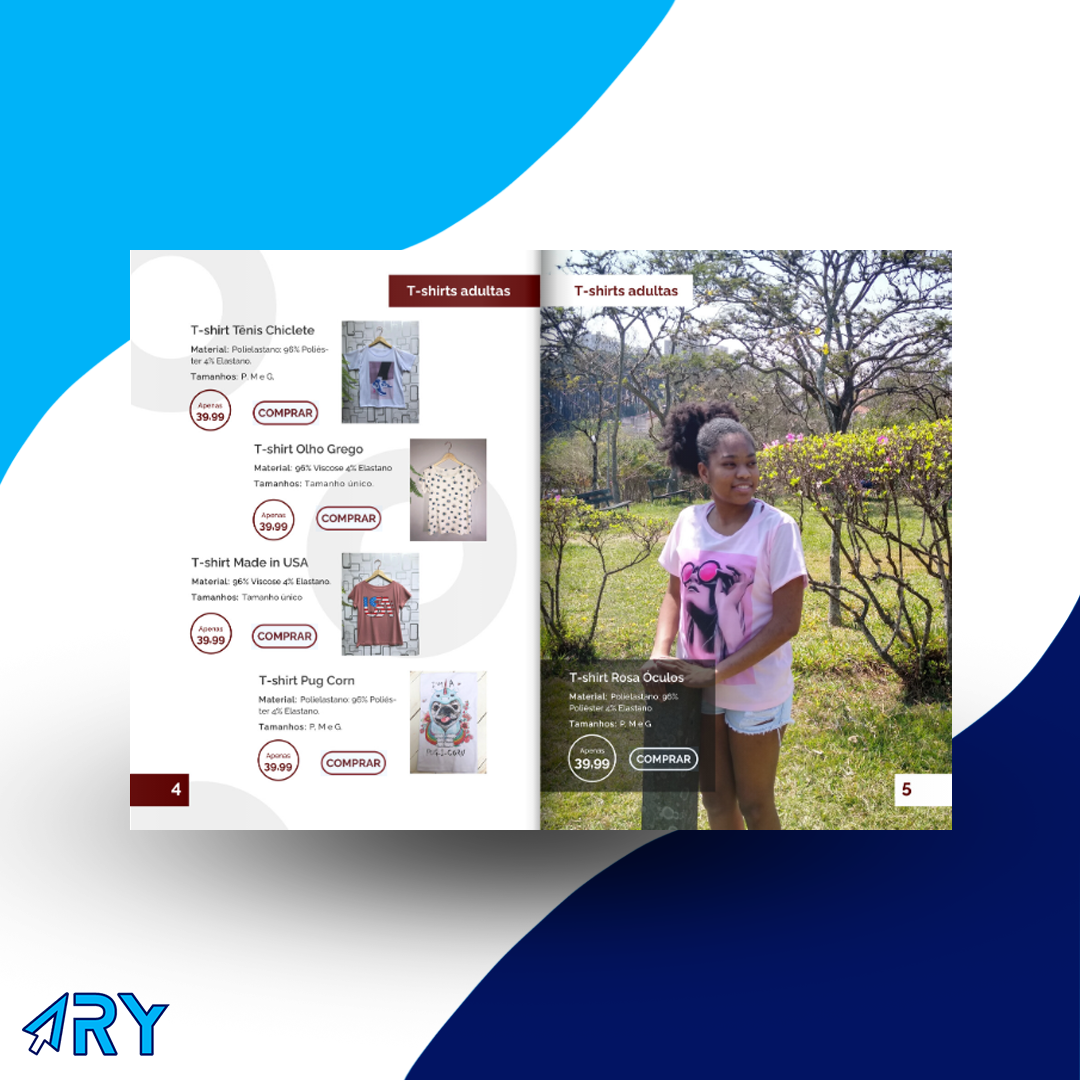 T-shirts adultas
T-shirt Tênis Chiclete
Material: Polielastano: 96% Poliés-
ter 4% Elastano.
Tamanhos: P, M e G.
Apenas
39,99
COMPRAR
T-shirt Olho Grego
Material: 96% Viscose 4% Elastano
Tamanhos: Tamanho único.
Apenas
39,99
COMPRAR
T-shirt Made in USA
Material: 96% Viscose 4% Elastano.
Tamanhos: Tamanho único
Apenas
39,99
COMPRAR
USA
T-shirt Pug Corn
Material: Polielastano: 96% Poliés-
ter 4% Elastano.
Tamanhos: P, M e G.
Apenas
39,99
COMPRAR
I'M A
PUG-I-CORN
4
T-shirts adultas
T-shirt Rosa Óculos
Material: Polielastano: 96%
Poliéster 4% Elastano
Tamanhos: P, M e G
Apenas
39,99
COMPRAR
5
ARY